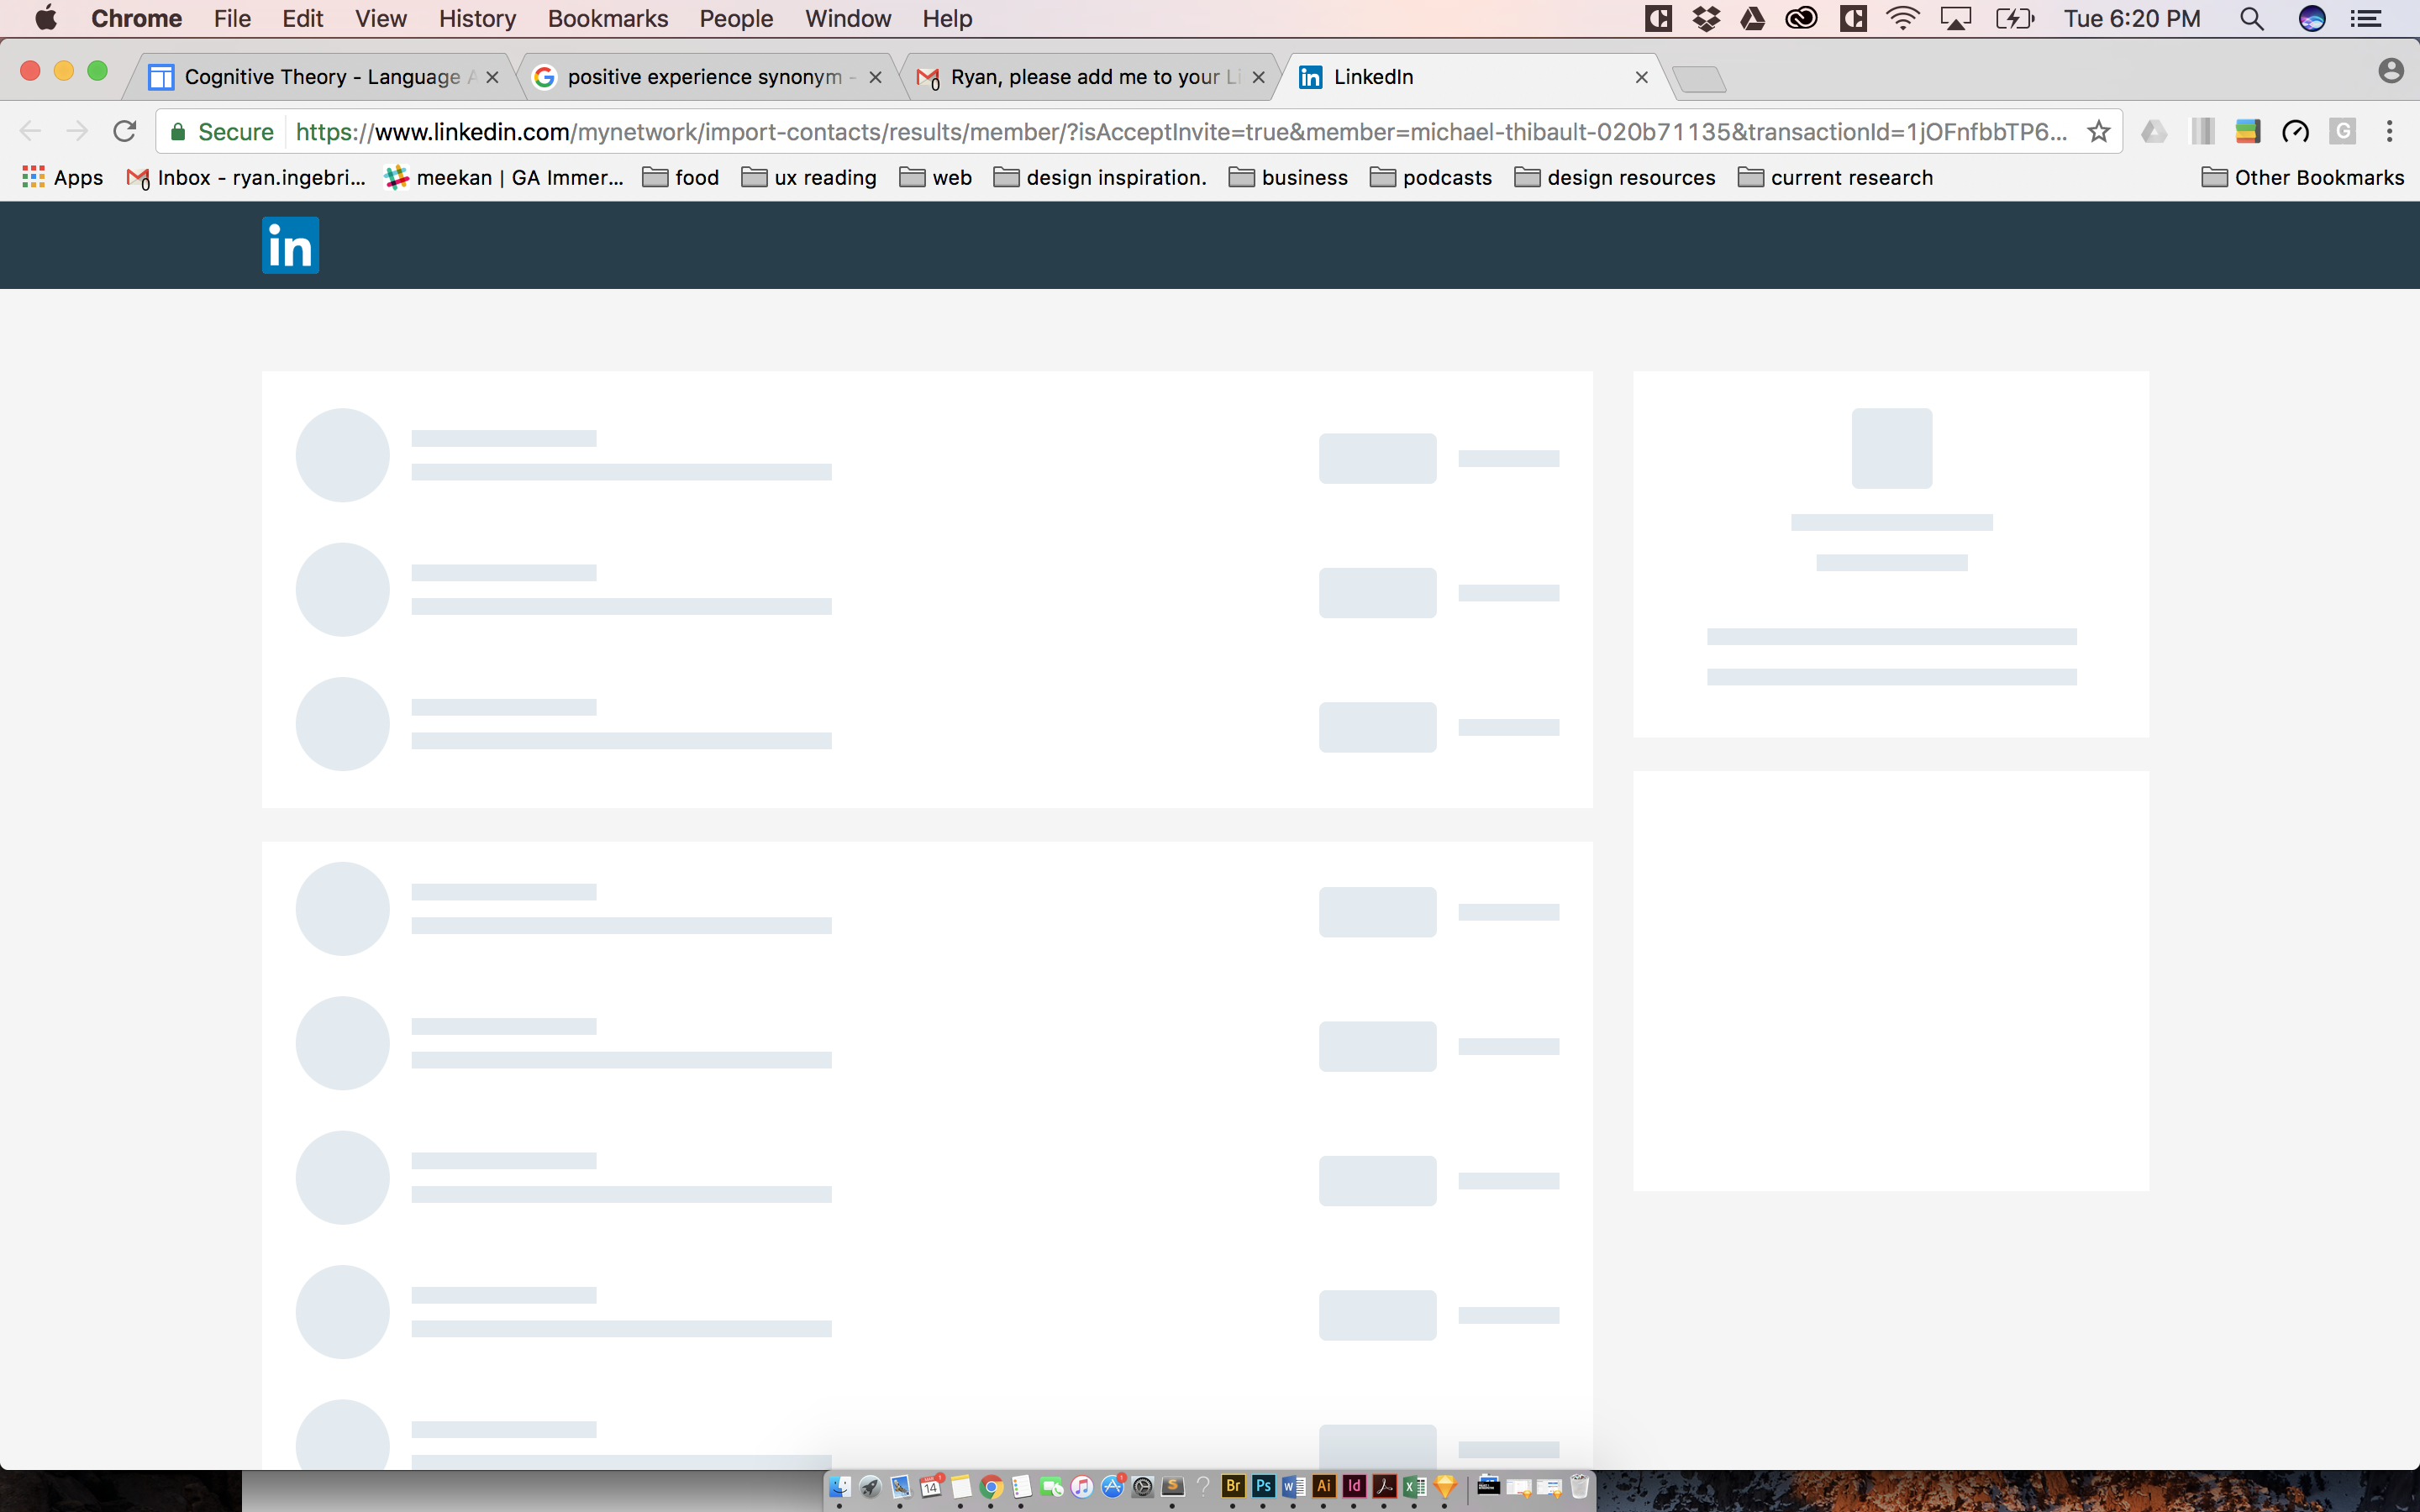 Chrome File Edit View History Bookmarks People Window Help Tue 6:20 PM
Cognitive Theory - Language A positive experience synonym - Ryan, please add me to your Li LinkedIn
Secure https://www.linkedin.com/mynetwork/import-contacts/results/member/?isAcceptInvite=true&member=michael-thibault-020b71135&transactionId=1jOFnfbbTP6... G
Apps Inbox - ryan.ingebri... meekan | GA Immer... food ux reading web design inspiration. business podcasts design resources current research Other Bookmarks
in
14 Br Ps W Ai Id X